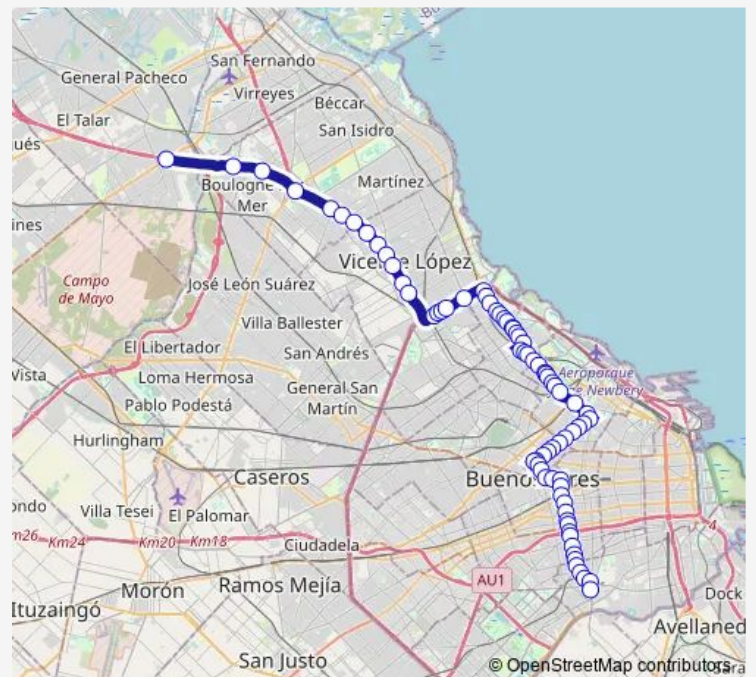 San Fernando
General Pacheco
Virreyes
El Talar
Béccar
San Isidro
Boulogne
Mer
Martínez
ines
Campo
de Mayo
Vicente López
José León Suárez
Villa Ballester
El Libertador
San Andrés
Vista
Loma Hermosa
Aeroparque
Newbery
Pablo Podestá
General San
Martín
Hurlingham
Caseros
Buenos Aires
Villa Tesei
El Palomar
m26
Km24
Km20
Km18
Ciudadela
4
AU1
Morón
Ramos Mejía
Dock
Ituzaingó
Avellaned
San Justo
© OpenStreetMap contributors